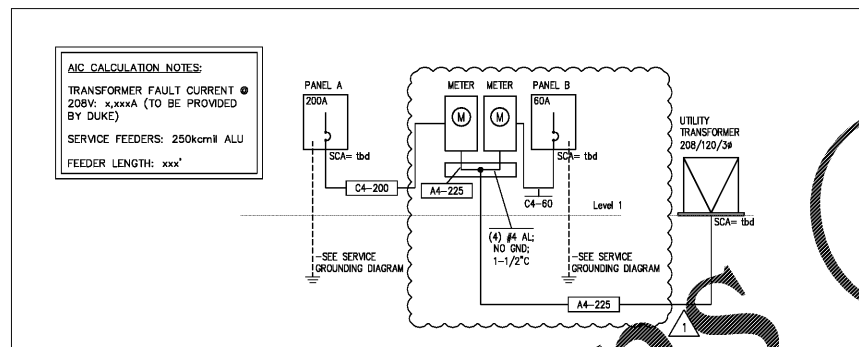 AIC CALCULATION NOTES:
TRANSFORMER FAULT CURRENT @
208V: x,xxxA (TO BE PROVIDED
BY DUKE)
SERVICE FEEDERS: 250kcmil ALU
FEEDER LENGTH: xxx'
PANEL A
200A
SCA= tbd
C4-200
-SEE SERVICE
GROUNDING DIAGRAM
METER
METER
M
M
PANEL B
60A
SCA= tbd
A4-225
C4-60
Level 1
(4) #4 AL;
NO GND;
1-1/2"C
-SEE SERVICE
GROUNDING DIAGRAM
A4-225
UTILITY
TRANSFORMER
208/120/3ø
SCA= tbd
1